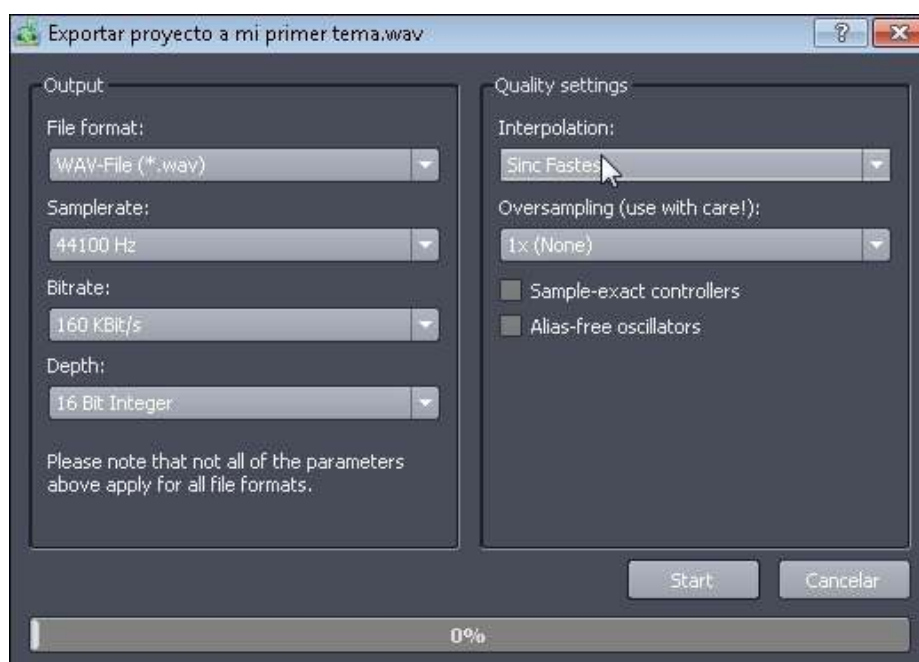 Exportar proyecto a mi primer tema.wav
Output
File format:
WAV-File (*.wav)
Samplerate:
44100 Hz
Bitrate:
160 KBit/s
Depth:
16 Bit Integer
Please note that not all of the parameters
above apply for all file formats.
Quality settings
Interpolation:
Sinc Fastes
Oversampling (use with care!):
1x (None)
Sample-exact controllers
Alias-free oscillators
Start
Cancelar
0%